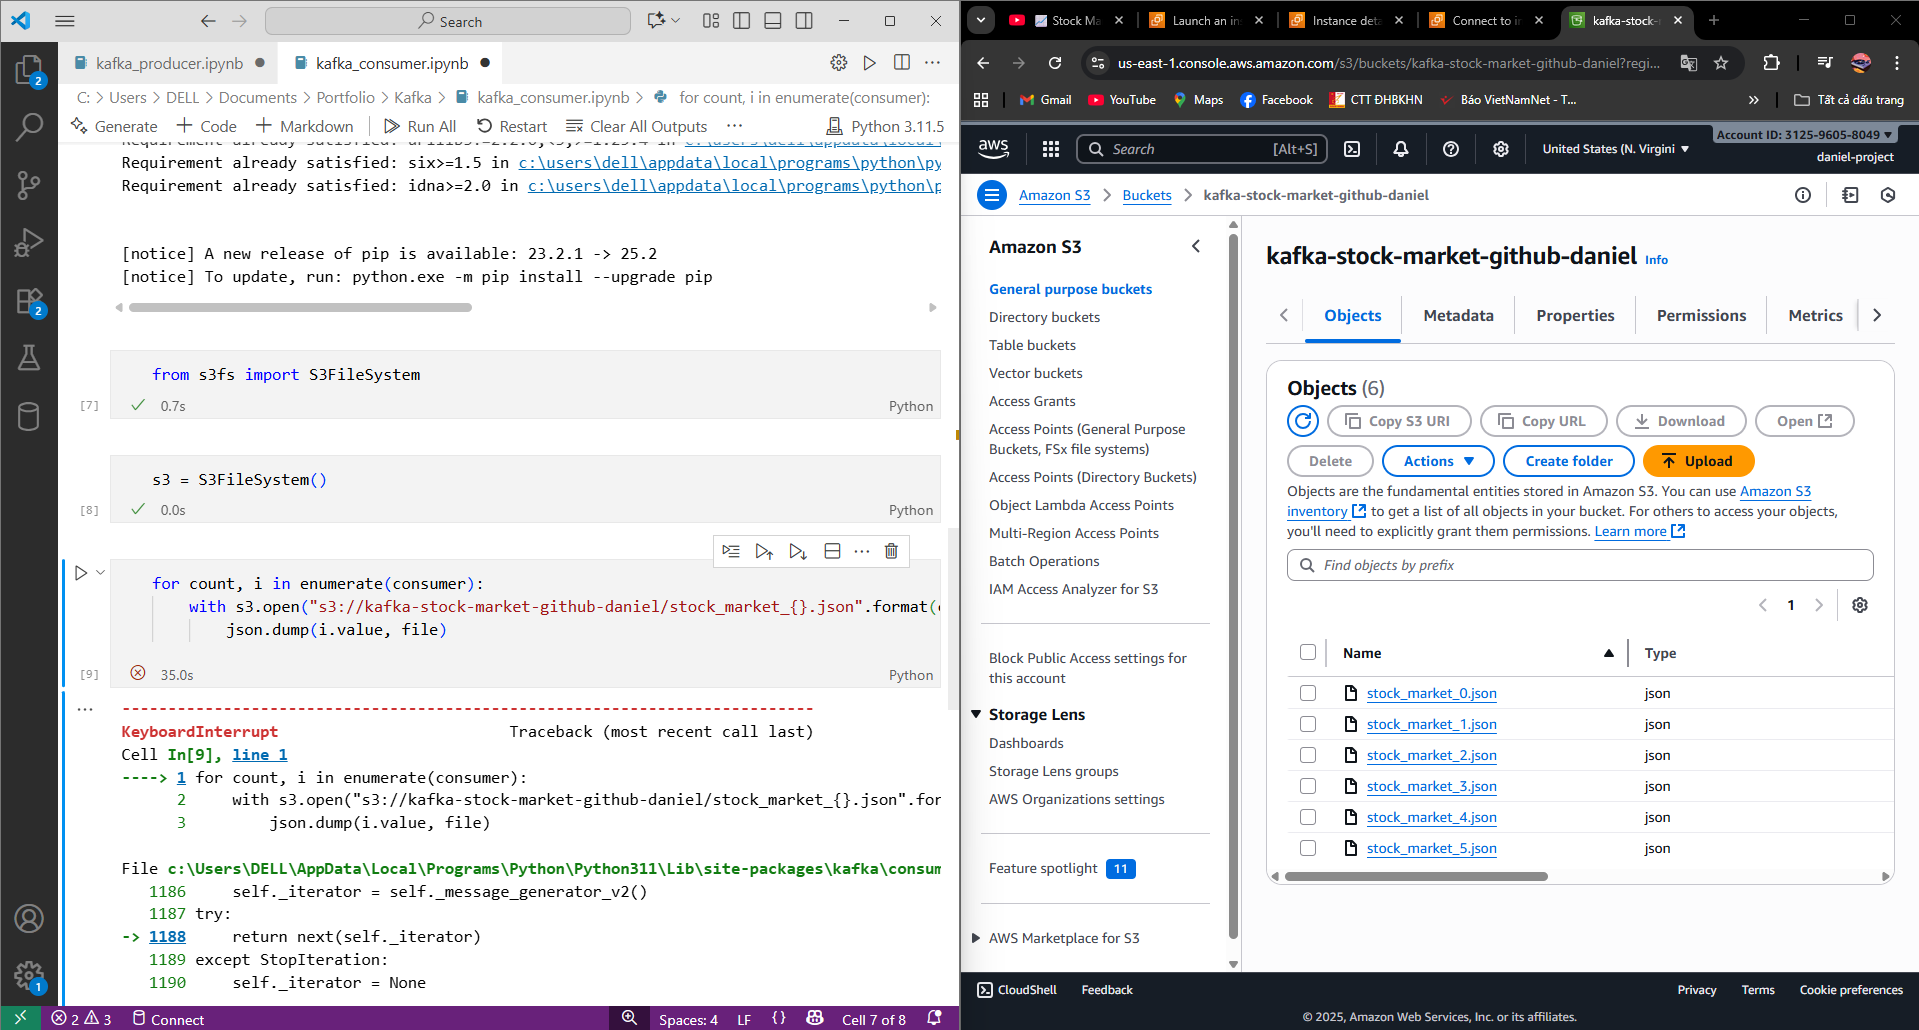 Search
kafka_producer.ipynb
kafka_consumer.ipynb
C: > Users > DELL > Documents > Portfolio > Kafka > kafka_consumer.ipynb > for count, i in enumerate(consumer):
Generate + Code + Markdown Run All Restart Clear All Outputs ... Python 3.11.5
Requirement already satisfied: six>=1.5 in c:\users\dell\appdata\local\programs\python\py
Requirement already satisfied: idna>=2.0 in c:\users\dell\appdata\local\programs\python\p
[notice] A new release of pip is available: 23.2.1 -> 25.2
[notice] To update, run: python.exe -m pip install --upgrade pip
from s3fs import S3FileSystem
[7] 0.7s Python
s3 = S3FileSystem()
[8] 0.0s Python
for count, i in enumerate(consumer):
with s3.open("s3://kafka-stock-market-github-daniel/stock_market_{}.json".format(
json.dump(i.value, file)
[9] 35.0s Python
---------------------------------------------------------------------------
KeyboardInterrupt Traceback (most recent call last)
Cell In[9], line 1
----> 1 for count, i in enumerate(consumer):
2 with s3.open("s3://kafka-stock-market-github-daniel/stock_market_{}.json".for
3 json.dump(i.value, file)
File c:\Users\DELL\AppData\Local\Programs\Python\Python311\Lib\site-packages\kafka\consum
1186 self._iterator = self._message_generator_v2()
1187 try:
-> 1188 return next(self._iterator)
1189 except StopIteration:
1190 self._iterator = None
2 2 2 1
2 3 Connect Spaces: 4 LF {} Cell 7 of 8
Stock Ma
Launch an in
Instance deta
Connect to in
kafka-stock-
us-east-1.console.aws.amazon.com/s3/buckets/kafka-stock-market-github-daniel?regi...
Gmail YouTube Maps Facebook CTT ĐHBKHN Báo VietNamNet - T... » Tất cả dấu trang
aws Search [Alt+S] United States (N. Virgini Account ID: 3125-9605-8049
daniel-project
Amazon S3 > Buckets > kafka-stock-market-github-daniel
Amazon S3
General purpose buckets
Directory buckets
Table buckets
Vector buckets
Access Grants
Access Points (General Purpose
Buckets, FSx file systems)
Access Points (Directory Buckets)
Object Lambda Access Points
Multi-Region Access Points
Batch Operations
IAM Access Analyzer for S3
Block Public Access settings for
this account
Storage Lens
Dashboards
Storage Lens groups
AWS Organizations settings
Feature spotlight 11
AWS Marketplace for S3
kafka-stock-market-github-daniel Info
Objects Metadata Properties Permissions Metrics
Objects (6)
Copy S3 URI Copy URL Download Open
Delete Actions Create folder Upload
Objects are the fundamental entities stored in Amazon S3. You can use Amazon S3
inventory to get a list of all objects in your bucket. For others to access your objects,
you'll need to explicitly grant them permissions. Learn more
Find objects by prefix
1
Name Type
stock_market_0.json json
stock_market_1.json json
stock_market_2.json json
stock_market_3.json json
stock_market_4.json json
stock_market_5.json json
CloudShell Feedback Privacy Terms Cookie preferences
© 2025, Amazon Web Services, Inc. or its affiliates.